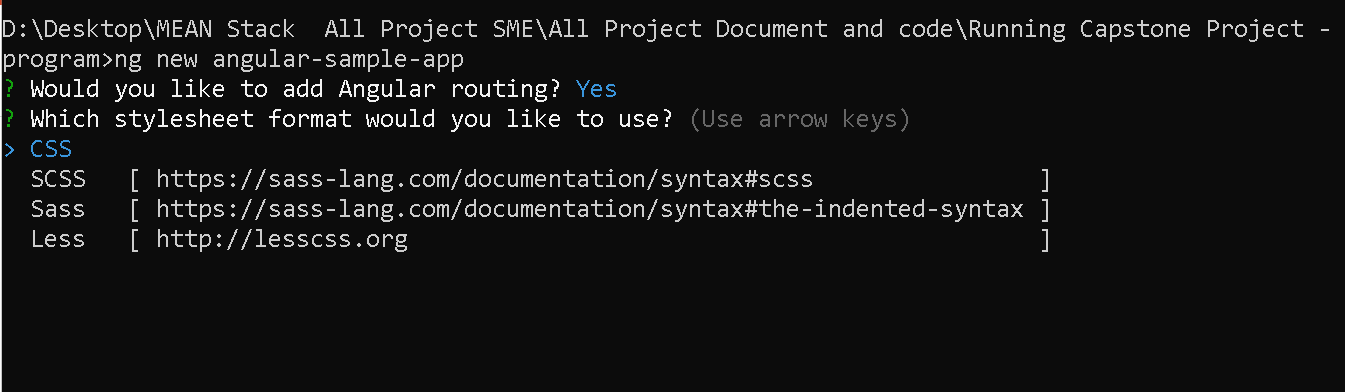 D:\Desktop\MEAN Stack  All Project SME\All Project Document and code\Running Capstone Project -
program>ng new angular-sample-app
? Would you like to add Angular routing? Yes
? Which stylesheet format would you like to use? (Use arrow keys)
> CSS
  SCSS   [ https://sass-lang.com/documentation/syntax#scss                ]
  Sass   [ https://sass-lang.com/documentation/syntax#the-indented-syntax ]
  Less   [ http://lesscss.org                                             ]